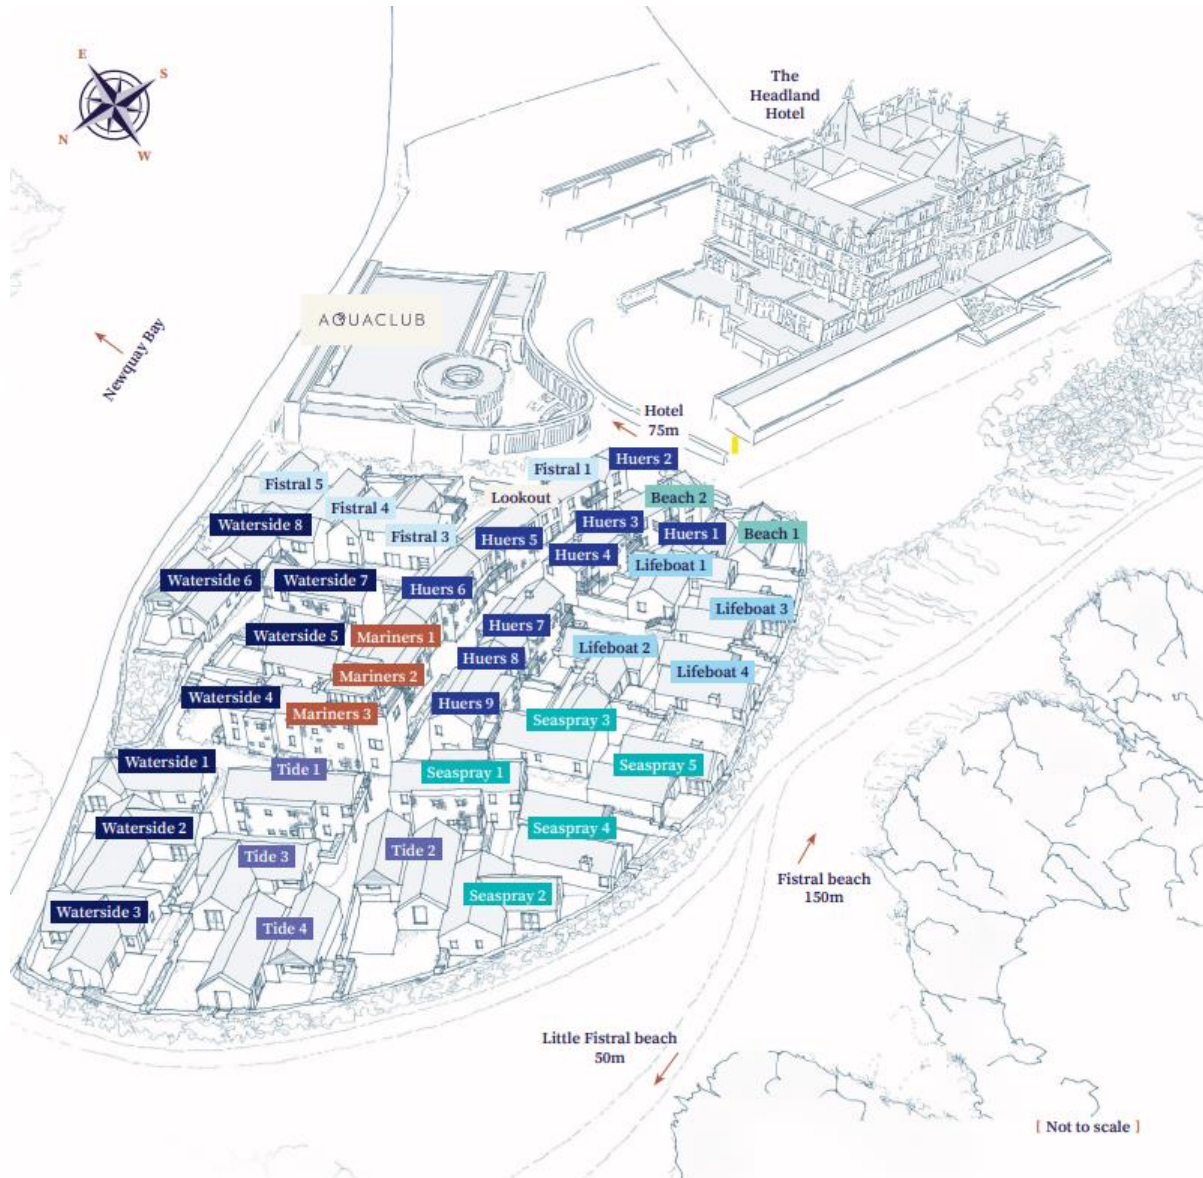 E
S
N
W
The
Headland
Hotel
AQUACLUB
Newquay Bay
Hotel
75m
Huers 2
Fistral 1
Fistral 5
Lookout
Beach 2
Fistral 4
Waterside 8
Huers 3
Fistral 3
Huers 5
Huers 1
Beach 1
Huers 4
Lifeboat 1
Waterside 6
Waterside 7
Huers 6
Lifeboat 3
Huers 7
Waterside 5
Mariners 1
Lifeboat 2
Huers 8
Mariners 2
Lifeboat 4
Waterside 4
Huers 9
Mariners 3
Seaspray 3
Waterside 1
Tide 1
Seaspray 1
Seaspray 5
Waterside 2
Seaspray 4
Tide 3
Tide 2
Fistral beach
150m
Seaspray 2
Waterside 3
Tide 4
Little Fistral beach
50m
[ Not to scale ]